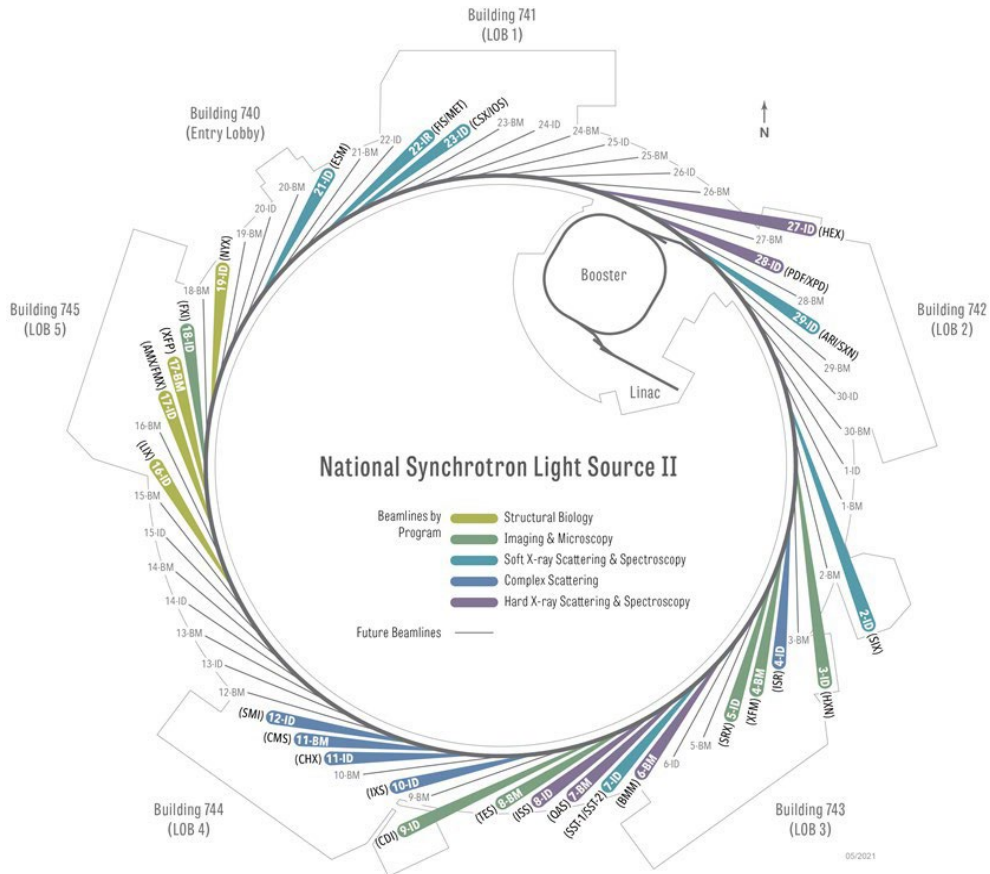 Building 741
(LOB 1)
Building 740
(Entry Lobby)
N
Building 745
(LOB 5)
Building 742
(LOB 2)
Building 744
(LOB 4)
Building 743
(LOB 3)
Booster
Linac
National Synchrotron Light Source II
Beamlines by
Program
Structural Biology
Imaging & Microscopy
Soft X-ray Scattering & Spectroscopy
Complex Scattering
Hard X-ray Scattering & Spectroscopy
Future Beamlines
22-IR (FIS/MET)
23-ID (CSX/IOS)
23-BM
24-ID
24-BM
25-ID
25-BM
26-ID
26-BM
27-ID (HEX)
27-BM
28-ID (PDF/XPD)
28-BM
29-ID (ARI/SXN)
29-BM
30-ID
30-BM
1-ID
1-BM
2-ID (SIX)
2-BM
3-ID (HXN)
3-BM
4-ID (ISR)
(XFM) 4-BM
(SRX) 5-ID
5-BM
6-ID
(BMM) 6-BM
(SST-1/SST-2) 7-ID
(QAS) 7-BM
(ISS) 8-ID
(TES) 8-BM
(CDI) 9-ID
9-BM
(IXS) 10-ID
10-BM
(CHX) 11-ID
(CMS) 11-BM
(SMI) 12-ID
12-BM
13-ID
13-BM
14-ID
14-BM
15-ID
15-BM
(LIX) 16-ID
16-BM
(AMX/FMX) 17-ID
(XFP) 17-BM
(FXI) 18-ID
18-BM
19-ID (NYX)
19-BM
20-ID
20-BM
21-ID (ESM)
21-BM
22-ID
05/2021